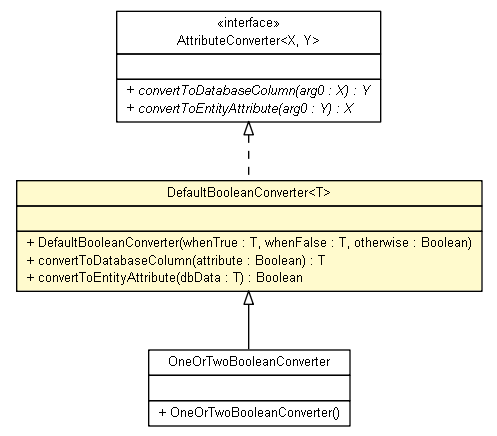 «interface»
AttributeConverter<X, Y>
+ convertToDatabaseColumn(arg0 : X) : Y
+ convertToEntityAttribute(arg0 : Y) : X
DefaultBooleanConverter<T>
+ DefaultBooleanConverter(whenTrue : T, whenFalse : T, otherwise : Boolean)
+ convertToDatabaseColumn(attribute : Boolean) : T
+ convertToEntityAttribute(dbData : T) : Boolean
OneOrTwoBooleanConverter
+ OneOrTwoBooleanConverter()